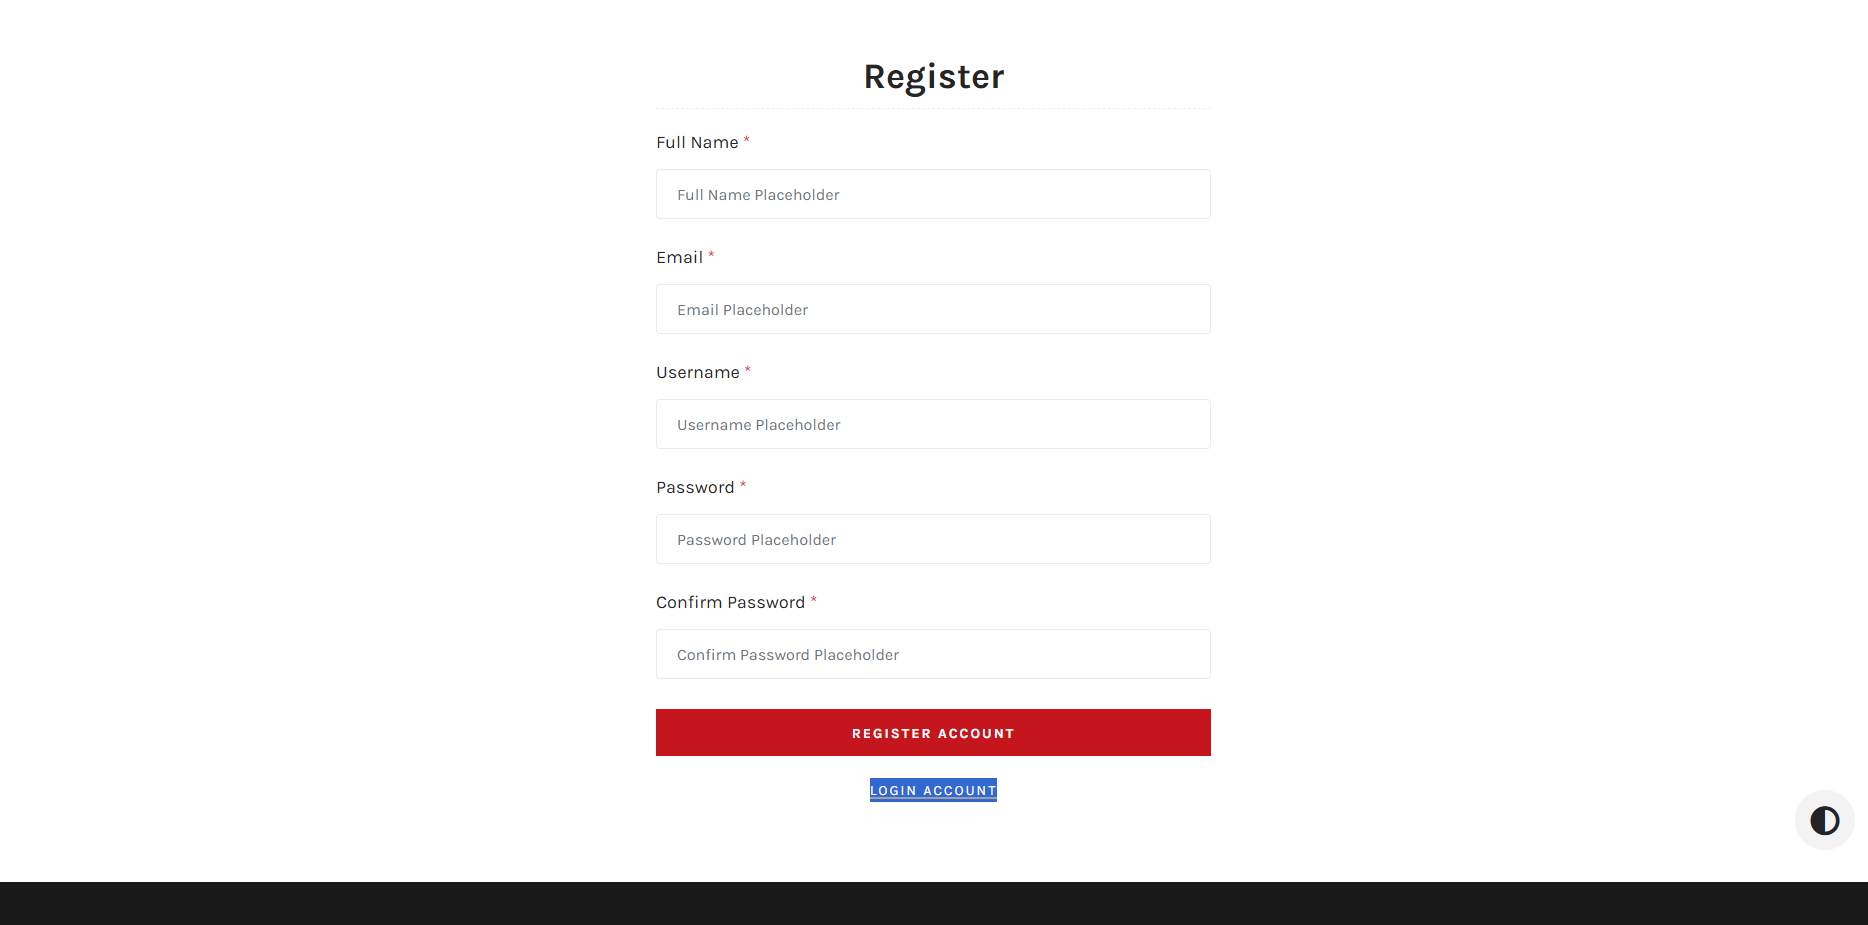 Register
Full Name *
Full Name Placeholder
Email *
Email Placeholder
Username *
Username Placeholder
Password *
Password Placeholder
Confirm Password *
Confirm Password Placeholder
REGISTER ACCOUNT
LOGIN ACCOUNT